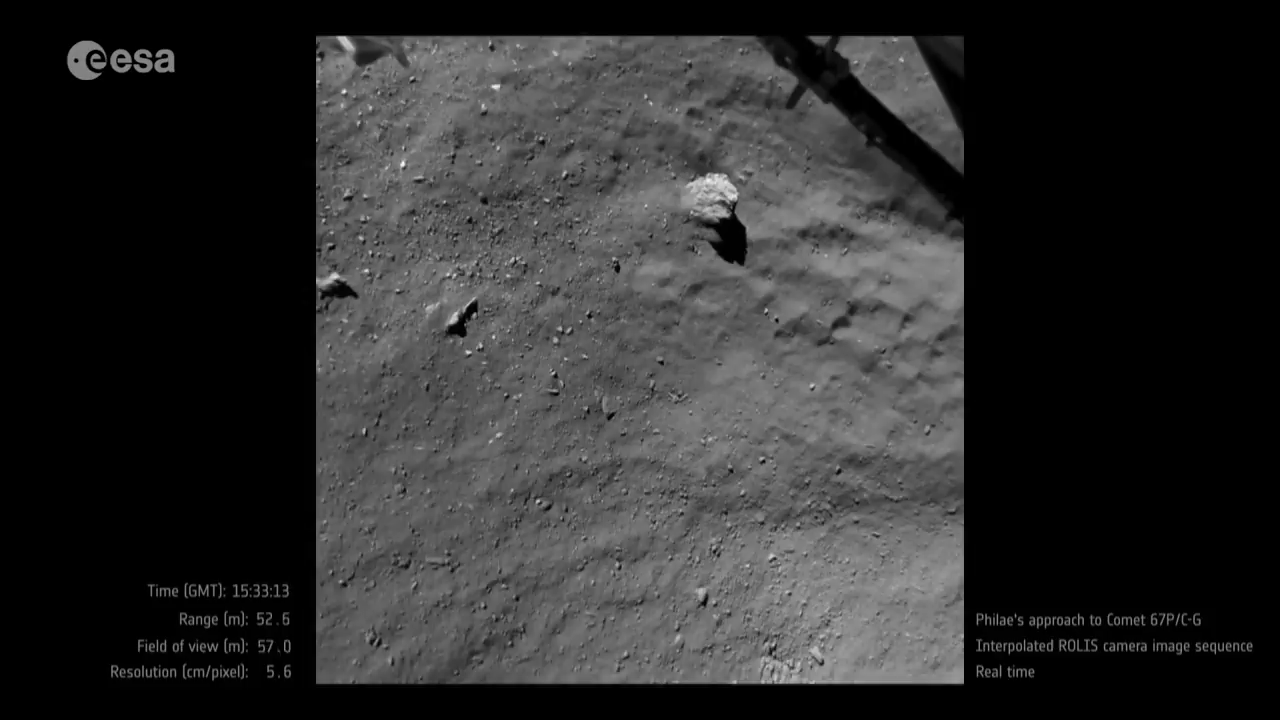 esa
Time (GMT): 15:33:13
Range (m): 52.6
Field of view (m): 57.0
Resolution (cm/pixel): 5.6
Philae's approach to Comet 67P/C-G
Interpolated ROLIS camera image sequence
Real time